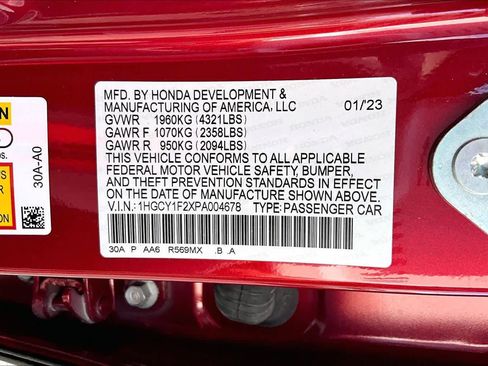 MFD. BY HONDA DEVELOPMENT &
MANUFACTURING OF AMERICA, LLC 01/23
GVWR 1960KG (4321LBS)
GAWR F 1070KG (2358LBS)
GAWR R 950KG (2094LBS)
THIS VEHICLE CONFORMS TO ALL APPLICABLE
FEDERAL MOTOR VEHICLE SAFETY, BUMPER,
AND THEFT PREVENTION STANDARDS IN EFFECT
ON THE DATE OF MANUFACTURE SHOWN ABOVE.
V.I.N.: 1HGCY1F2XPA004678 TYPE: PASSENGER CAR
30A P AA6 R569MX .B .A
30A-A0